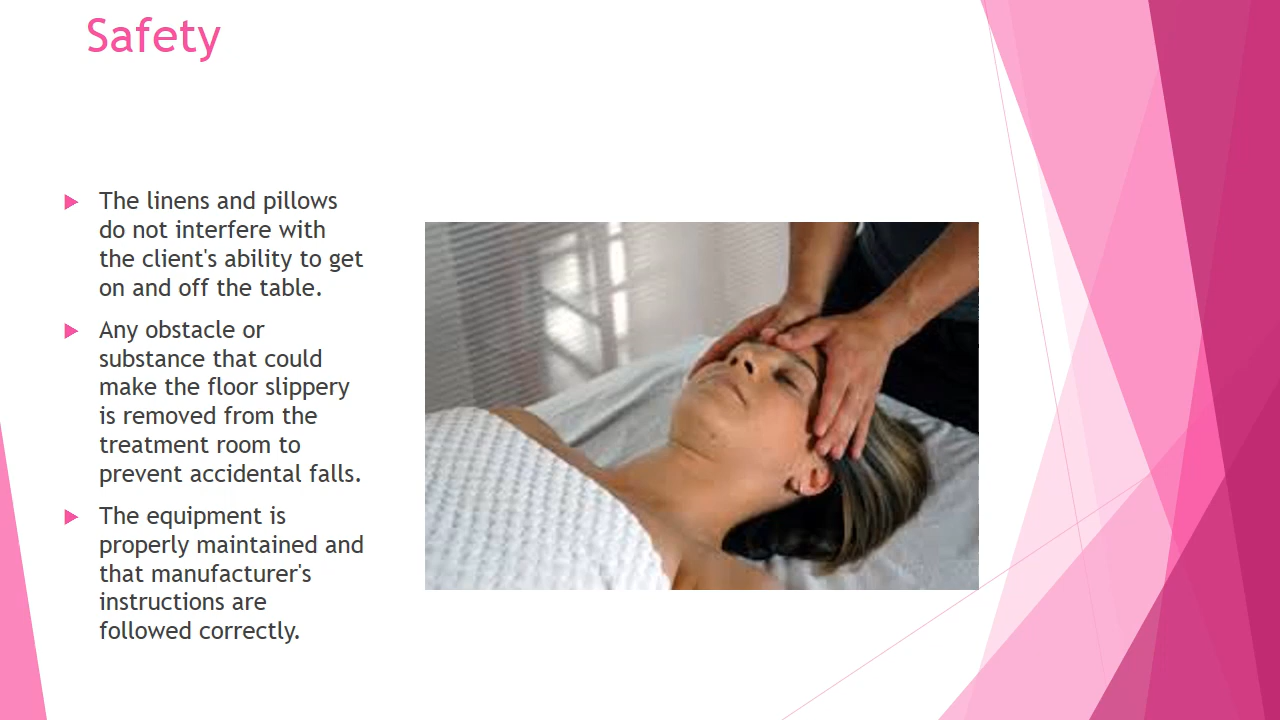 Safety
The linens and pillows
do not interfere with
the client's ability to get
on and off the table.
Any obstacle or
substance that could
make the floor slippery
is removed from the
treatment room to
prevent accidental falls.
The equipment is
properly maintained and
that manufacturer's
instructions are
followed correctly.